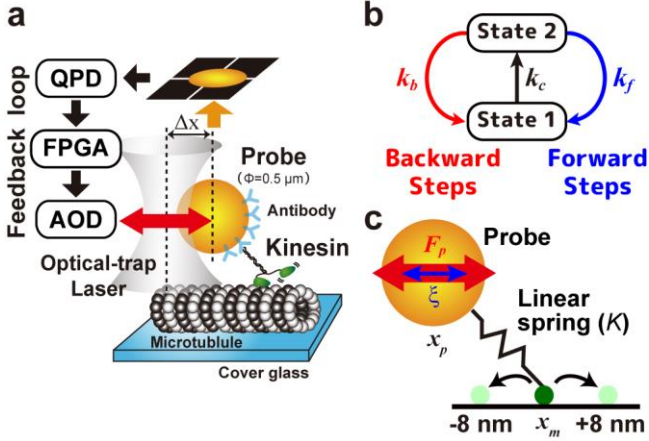 a
Feedback loop
QPD
FPGA
AOD
Δx
Probe
(Φ=0.5 μm)
Antibody
Kinesin
Optical-trap
Laser
Microtublule
Cover glass
b
State 2
k_b
k_c
k_f
State 1
Backward
Steps
Forward
Steps
c
Probe
F_p
ξ
x_p
Linear
spring (K)
-8 nm
x_m
+8 nm